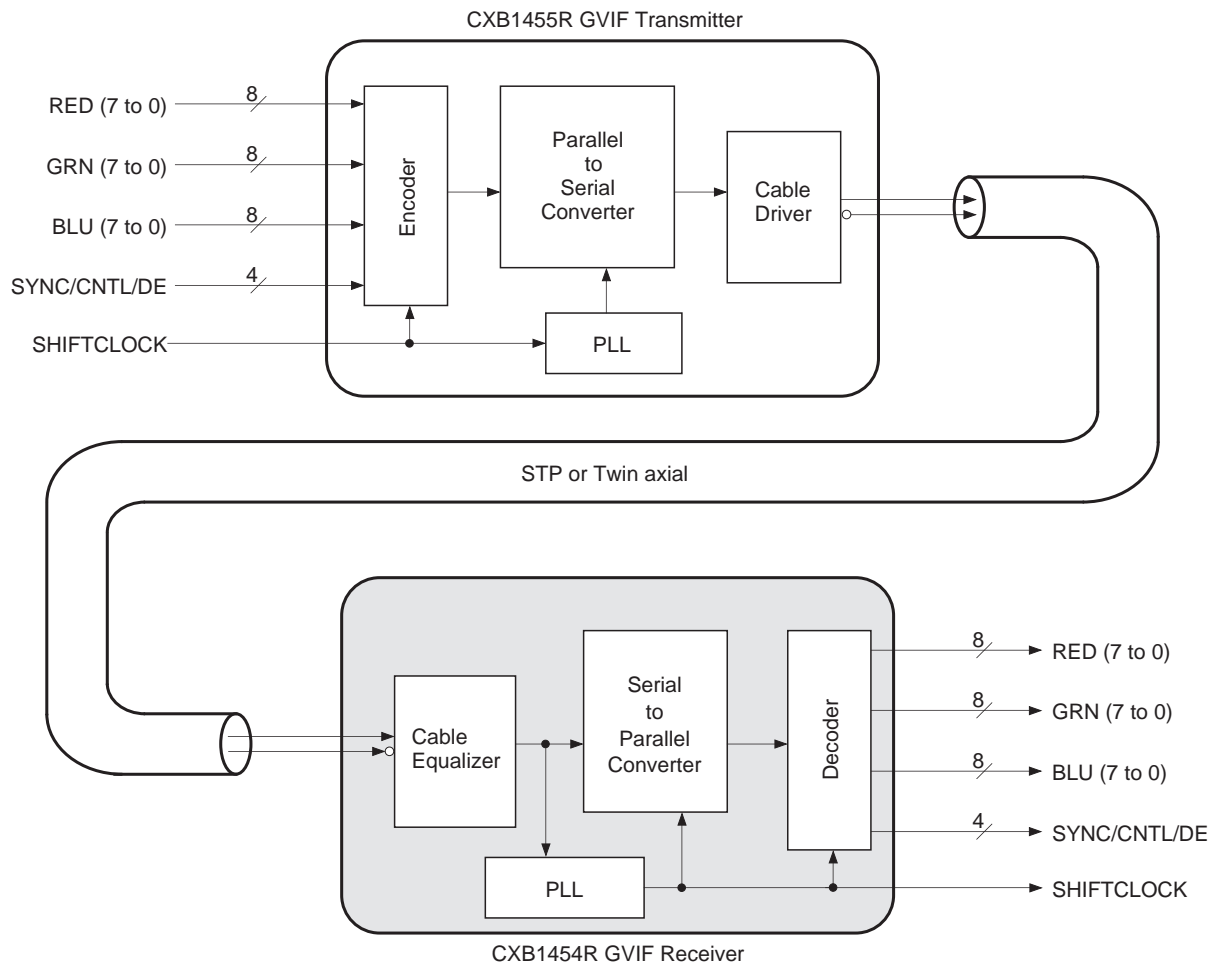 CXB1455R GVIF Transmitter
RED (7 to 0)
8
GRN (7 to 0)
8
BLU (7 to 0)
8
SYNC/CNTL/DE
4
SHIFTCLOCK
Encoder
Parallel
to
Serial
Converter
PLL
Cable
Driver
STP or Twin axial
Cable
Equalizer
Serial
to
Parallel
Converter
PLL
Decoder
8
RED (7 to 0)
8
GRN (7 to 0)
8
BLU (7 to 0)
4
SYNC/CNTL/DE
SHIFTCLOCK
CXB1454R GVIF Receiver